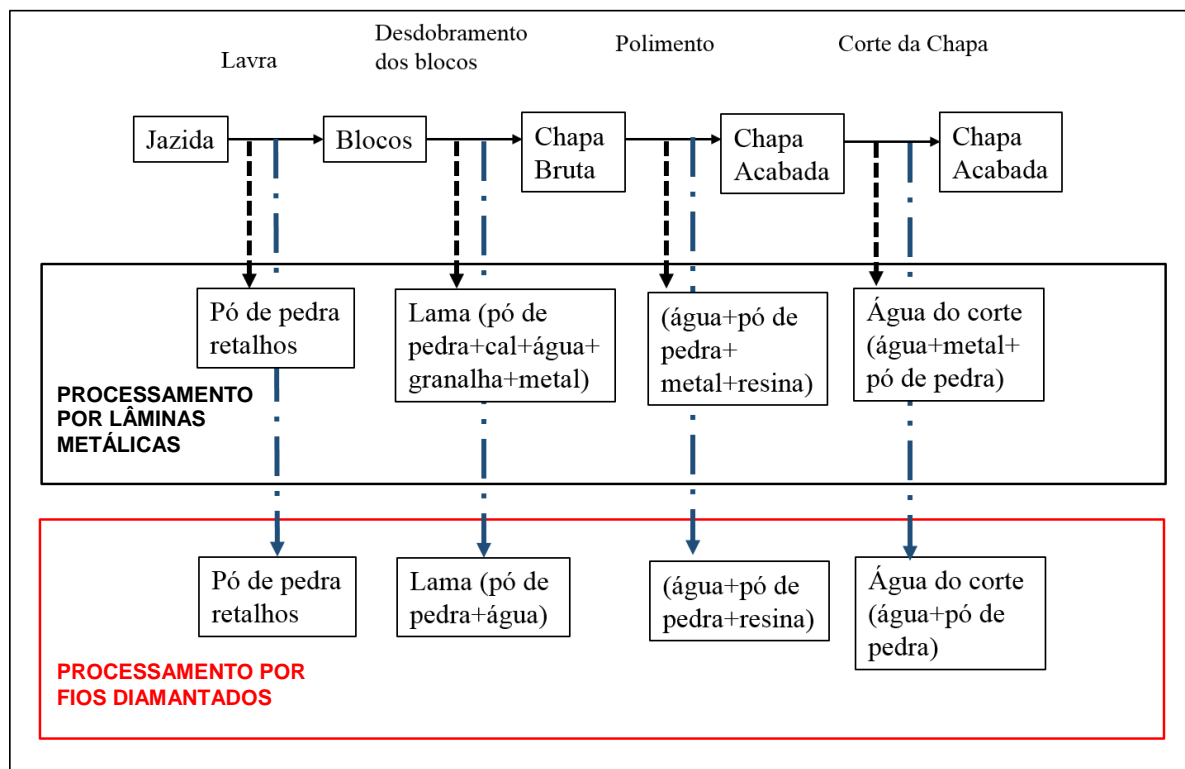 Lavra
Desdobramento
dos blocos
Polimento
Corte da Chapa
Jazida
Blocos
Chapa
Bruta
Chapa
Acabada
Chapa
Acabada
Pó de pedra
retalhos
Lama (pó de
pedra+cal+água+
granalha+metal)
(água+pó de
pedra+
metal+resina)
Água do corte
(água+metal+
pó de pedra)
PROCESSAMENTO
POR LÂMINAS
METÁLICAS
Pó de pedra
retalhos
Lama (pó de
pedra+água)
(água+pó de
pedra+resina)
Água do corte
(água+pó de
pedra)
PROCESSAMENTO POR
FIOS DIAMANTADOS